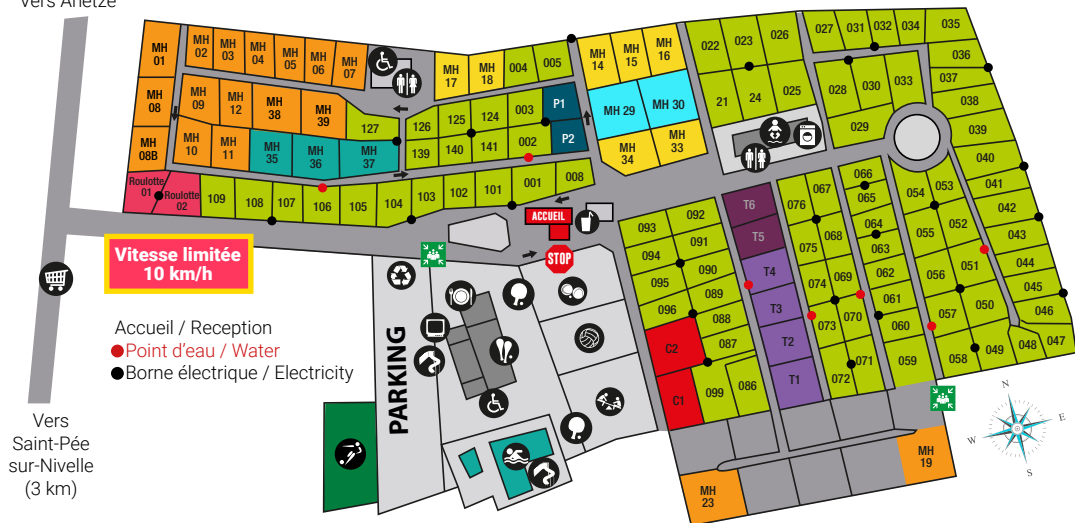 Vers Ahetze
MH 01
MH 02
MH 03
MH 04
MH 05
MH 06
MH 07
MH 17
MH 18
004
005
MH 14
MH 15
MH 16
022
023
026
027
031
032
034
035
MH 08
MH 09
MH 12
MH 38
MH 39
127
126
125
124
003
P1
MH 29
MH 30
21
24
025
028
030
033
036
037
038
MH 08B
MH 10
MH 11
MH 35
MH 36
MH 37
139
140
141
002
P2
MH 34
MH 33
029
039
040
Roulotte 01
Roulotte 02
109
108
107
106
105
104
103
102
101
001
008
ACCUEIL
STOP
093
092
094
091
095
090
096
089
088
087
C2
C1
099
086
T6
T5
T4
T3
T2
T1
076
067
075
068
074
069
073
070
072
071
066
065
064
063
062
061
060
059
054
053
055
052
056
051
057
050
058
049
048
047
041
042
043
044
045
046
Vitesse limitée
10 km/h
Accueil / Reception
Point d'eau / Water
Borne électrique / Electricity
PARKING
Vers
Saint-Pée
sur-Nivelle
(3 km)
MH 23
MH 19
N
E
S
W